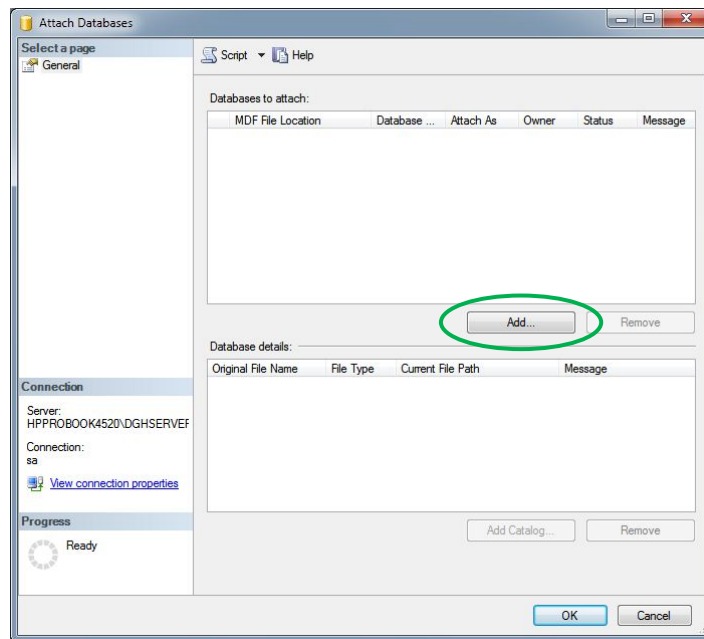 Attach Databases
Select a page
General
Script Help
Databases to attach:
MDF File Location Database ... Attach As Owner Status Message
Add... Remove
Database details:
Original File Name File Type Current File Path Message
Connection
Server:
HPPROBOOK4520\DGHSERVER
Connection:
sa
View connection properties
Progress
Ready
Add Catalog... Remove
OK Cancel